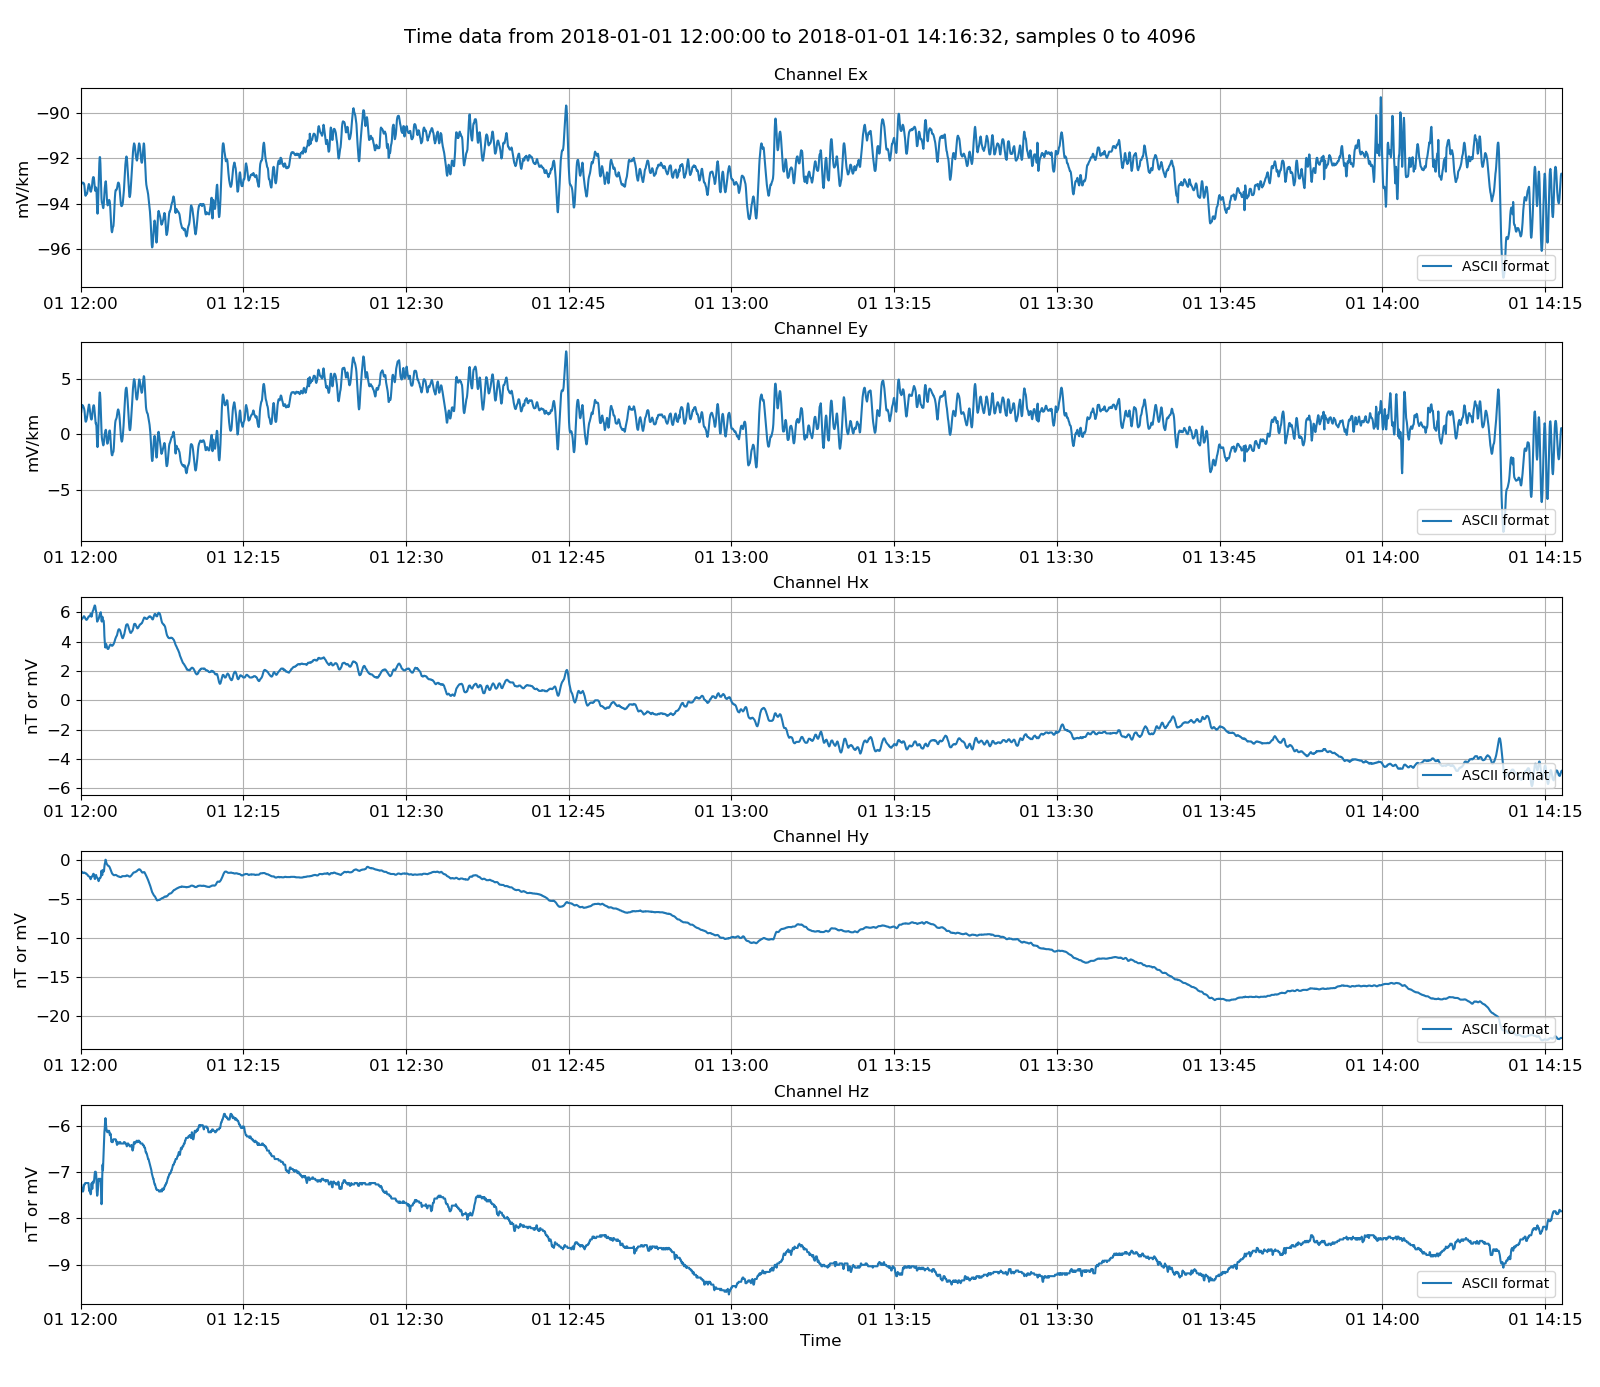 Time data from 2018-01-01 12:00:00 to 2018-01-01 14:16:32, samples 0 to 4096
Channel Ex
mV/km
−90
−92
−94
−96
ASCII format
01 12:00 01 12:15 01 12:30 01 12:45 01 13:00 01 13:15 01 13:30 01 13:45 01 14:00 01 14:15
Channel Ey
mV/km
5
0
−5
ASCII format
01 12:00 01 12:15 01 12:30 01 12:45 01 13:00 01 13:15 01 13:30 01 13:45 01 14:00 01 14:15
Channel Hx
nT or mV
6
4
2
0
−2
−4
−6
ASCII format
01 12:00 01 12:15 01 12:30 01 12:45 01 13:00 01 13:15 01 13:30 01 13:45 01 14:00 01 14:15
Channel Hy
nT or mV
0
−5
−10
−15
−20
ASCII format
01 12:00 01 12:15 01 12:30 01 12:45 01 13:00 01 13:15 01 13:30 01 13:45 01 14:00 01 14:15
Channel Hz
nT or mV
−6
−7
−8
−9
ASCII format
01 12:00 01 12:15 01 12:30 01 12:45 01 13:00 01 13:15 01 13:30 01 13:45 01 14:00 01 14:15
Time